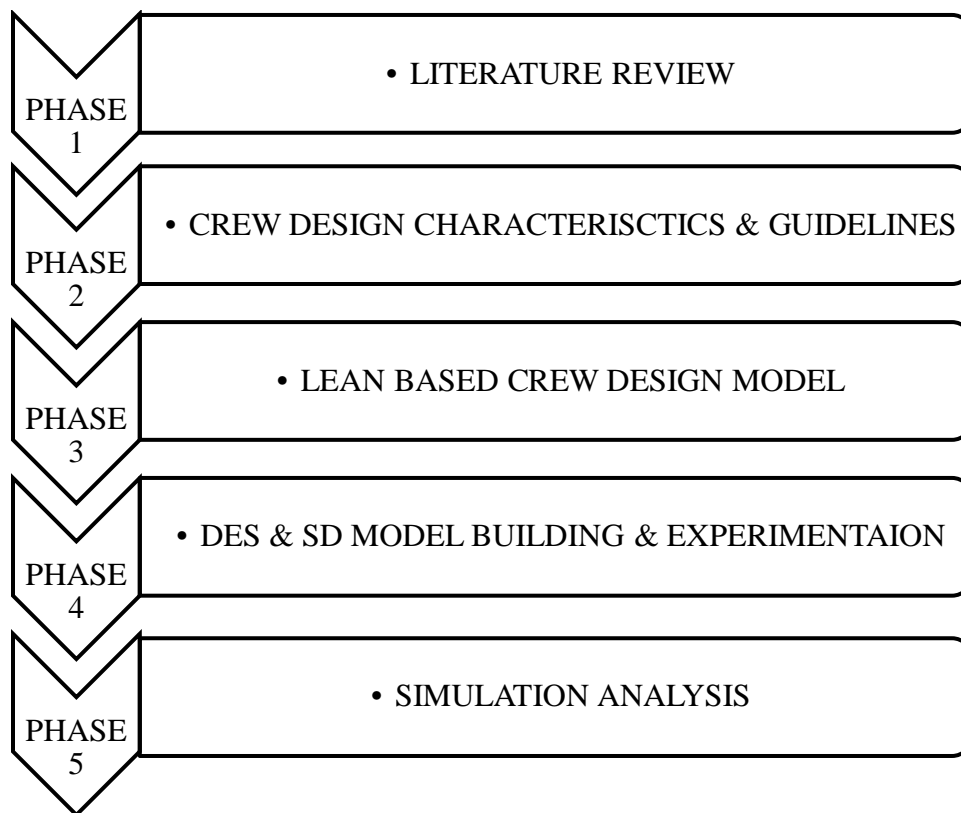 PHASE
1
• LITERATURE REVIEW
PHASE
2
• CREW DESIGN CHARACTERISCTICS & GUIDELINES
PHASE
3
• LEAN BASED CREW DESIGN MODEL
PHASE
4
• DES & SD MODEL BUILDING & EXPERIMENTAION
PHASE
5
• SIMULATION ANALYSIS